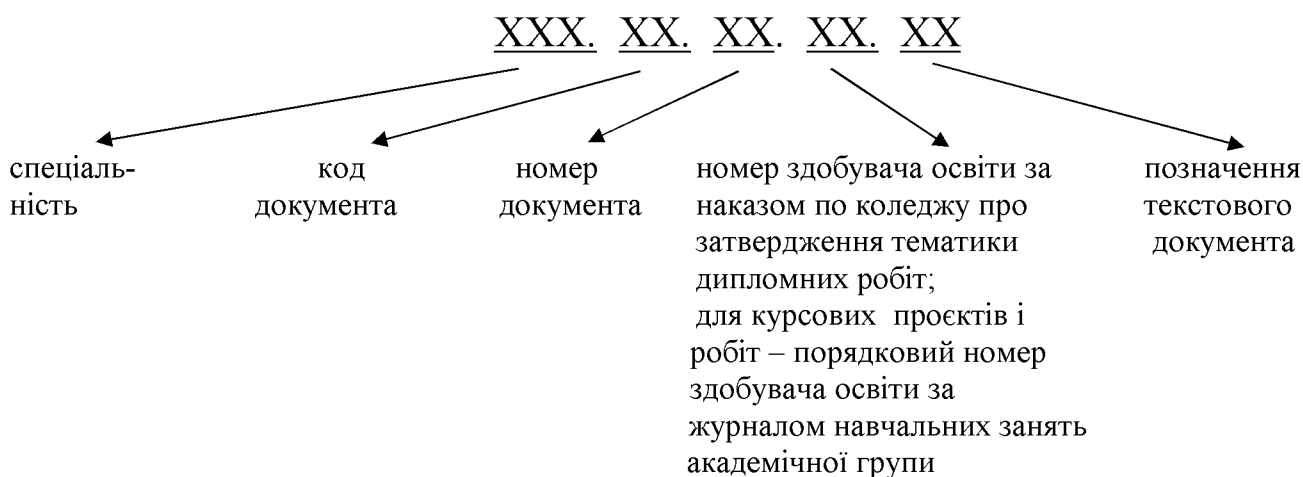 ХХХ. ХХ. ХХ. ХХ. ХХ
спеціаль-
ність
код
документа
номер
документа
номер здобувача освіти за
наказом по коледжу про
затвердження тематики
дипломних робіт;
для курсових проєктів і
робіт – порядковий номер
здобувача освіти за
журналом навчальних занять
академічної групи
позначення
текстового
документа